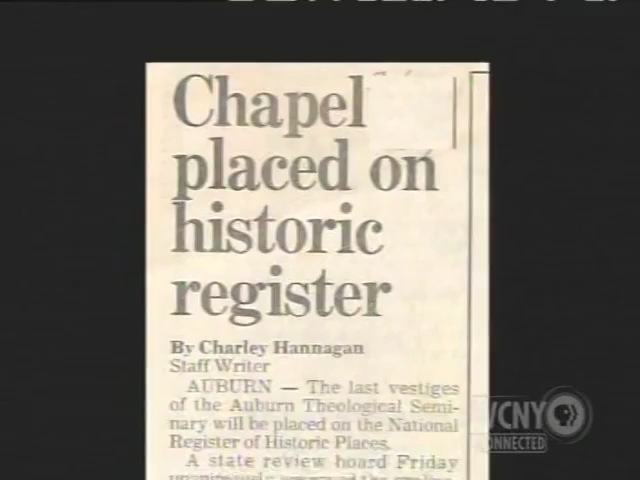 Chapel
placed on
historic
register
By Charley Hannagan
Staff Writer
AUBURN — The last vestiges
of the Auburn Theological Semi-
nary will be placed on the National
Register of Historic Places.
A state review board Friday
WCNY
CONNECTED